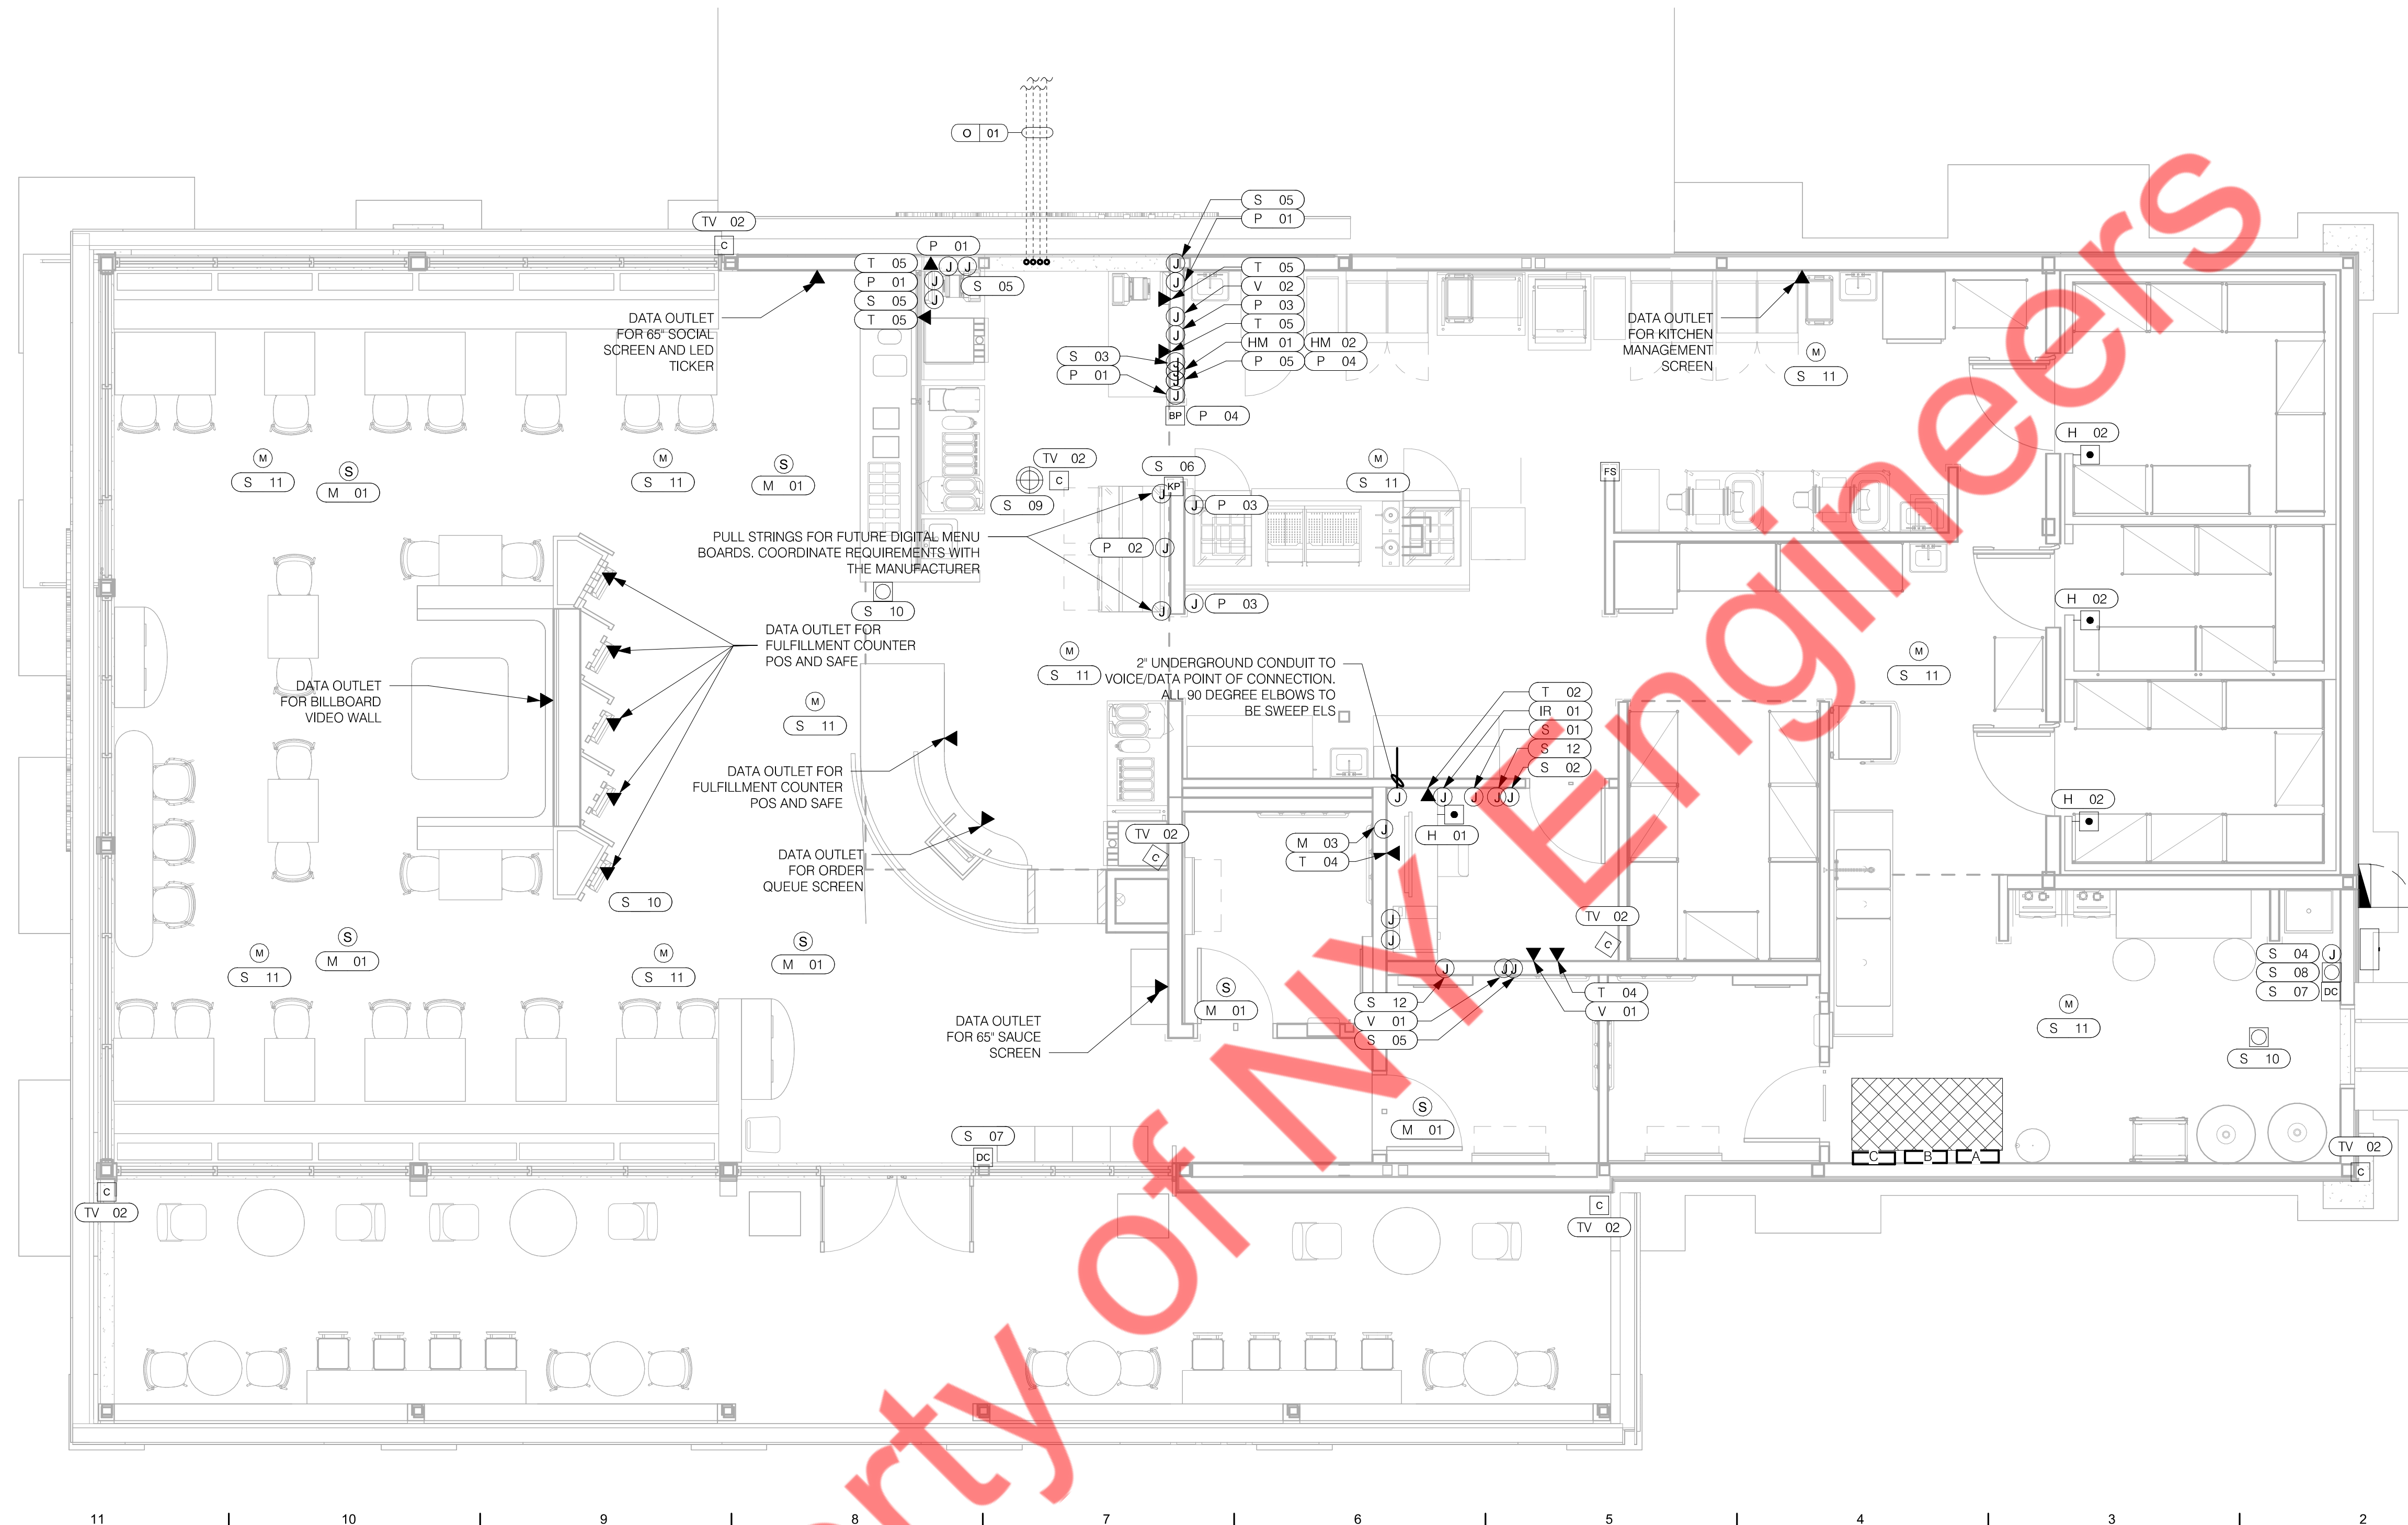 O 01
S 05
P 01
TV 02
C
P 01
T 05
P 01
S 05
T 05
S 05
J
J
J
J
J
J
T 05
V 02
P 03
T 05
HM 01 HM 02
P 05 P 04
S 03
P 01
J
J
J
J
J
J
BP P 04
DATA OUTLET
FOR 65" SOCIAL
SCREEN AND LED
TICKER
DATA OUTLET
FOR KITCHEN
MANAGEMENT
SCREEN
M
S 11
H 02
M
S 11
S
M 01
M
S 11
S
M 01
TV 02
C
S 09
S 06
KP
J
J P 03
M
S 11
FS
PULL STRINGS FOR FUTURE DIGITAL MENU
BOARDS. COORDINATE REQUIREMENTS WITH
THE MANUFACTURER
P 02 J
S 10
J
J P 03
H 02
DATA OUTLET FOR
FULFILLMENT COUNTER
POS AND SAFE
DATA OUTLET
FOR BILLBOARD
VIDEO WALL
M
S 11
M
S 11
2" UNDERGROUND CONDUIT TO
VOICE/DATA POINT OF CONNECTION.
ALL 90 DEGREE ELBOWS TO
BE SWEEP ELS
M
S 11
T 02
IR 01
S 01
S 12
S 02
DATA OUTLET FOR
FULFILLMENT COUNTER
POS AND SAFE
J
J
J
J
J
H 02
TV 02
C
J
M 03
T 04
H 01
DATA OUTLET
FOR ORDER
QUEUE SCREEN
S 10
J
J
TV 02
C
M
S 11
S
M 01
M
S 11
S
M 01
S 04 J
S 08
S 07 DC
J
J
J
S
M 01
S 12
V 01
S 05
T 04
V 01
M
S 11
S 10
DATA OUTLET
FOR 65" SAUCE
SCREEN
S
M 01
S 07
DC
C B A
TV 02
C
C
TV 02
C
TV 02
Property of NY Engineers
11 10 9 8 7 6 5 4 3 2